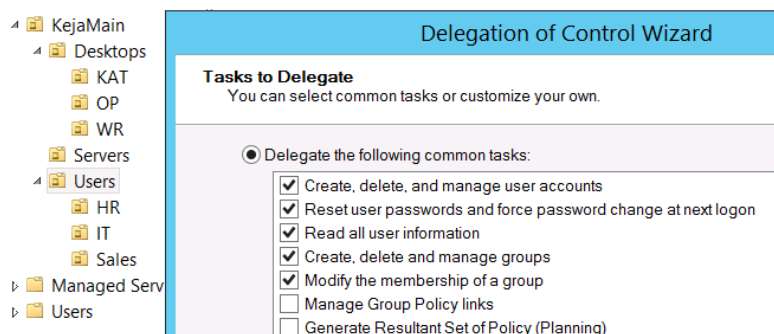 KejaMain
Desktops
KAT
OP
WR
Servers
Users
HR
IT
Sales
Managed Serv
Users
Delegation of Control Wizard
Tasks to Delegate
You can select common tasks or customize your own.
Delegate the following common tasks:
Create, delete, and manage user accounts
Reset user passwords and force password change at next logon
Read all user information
Create, delete and manage groups
Modify the membership of a group
Manage Group Policy links
Generate Resultant Set of Policy (Planning)